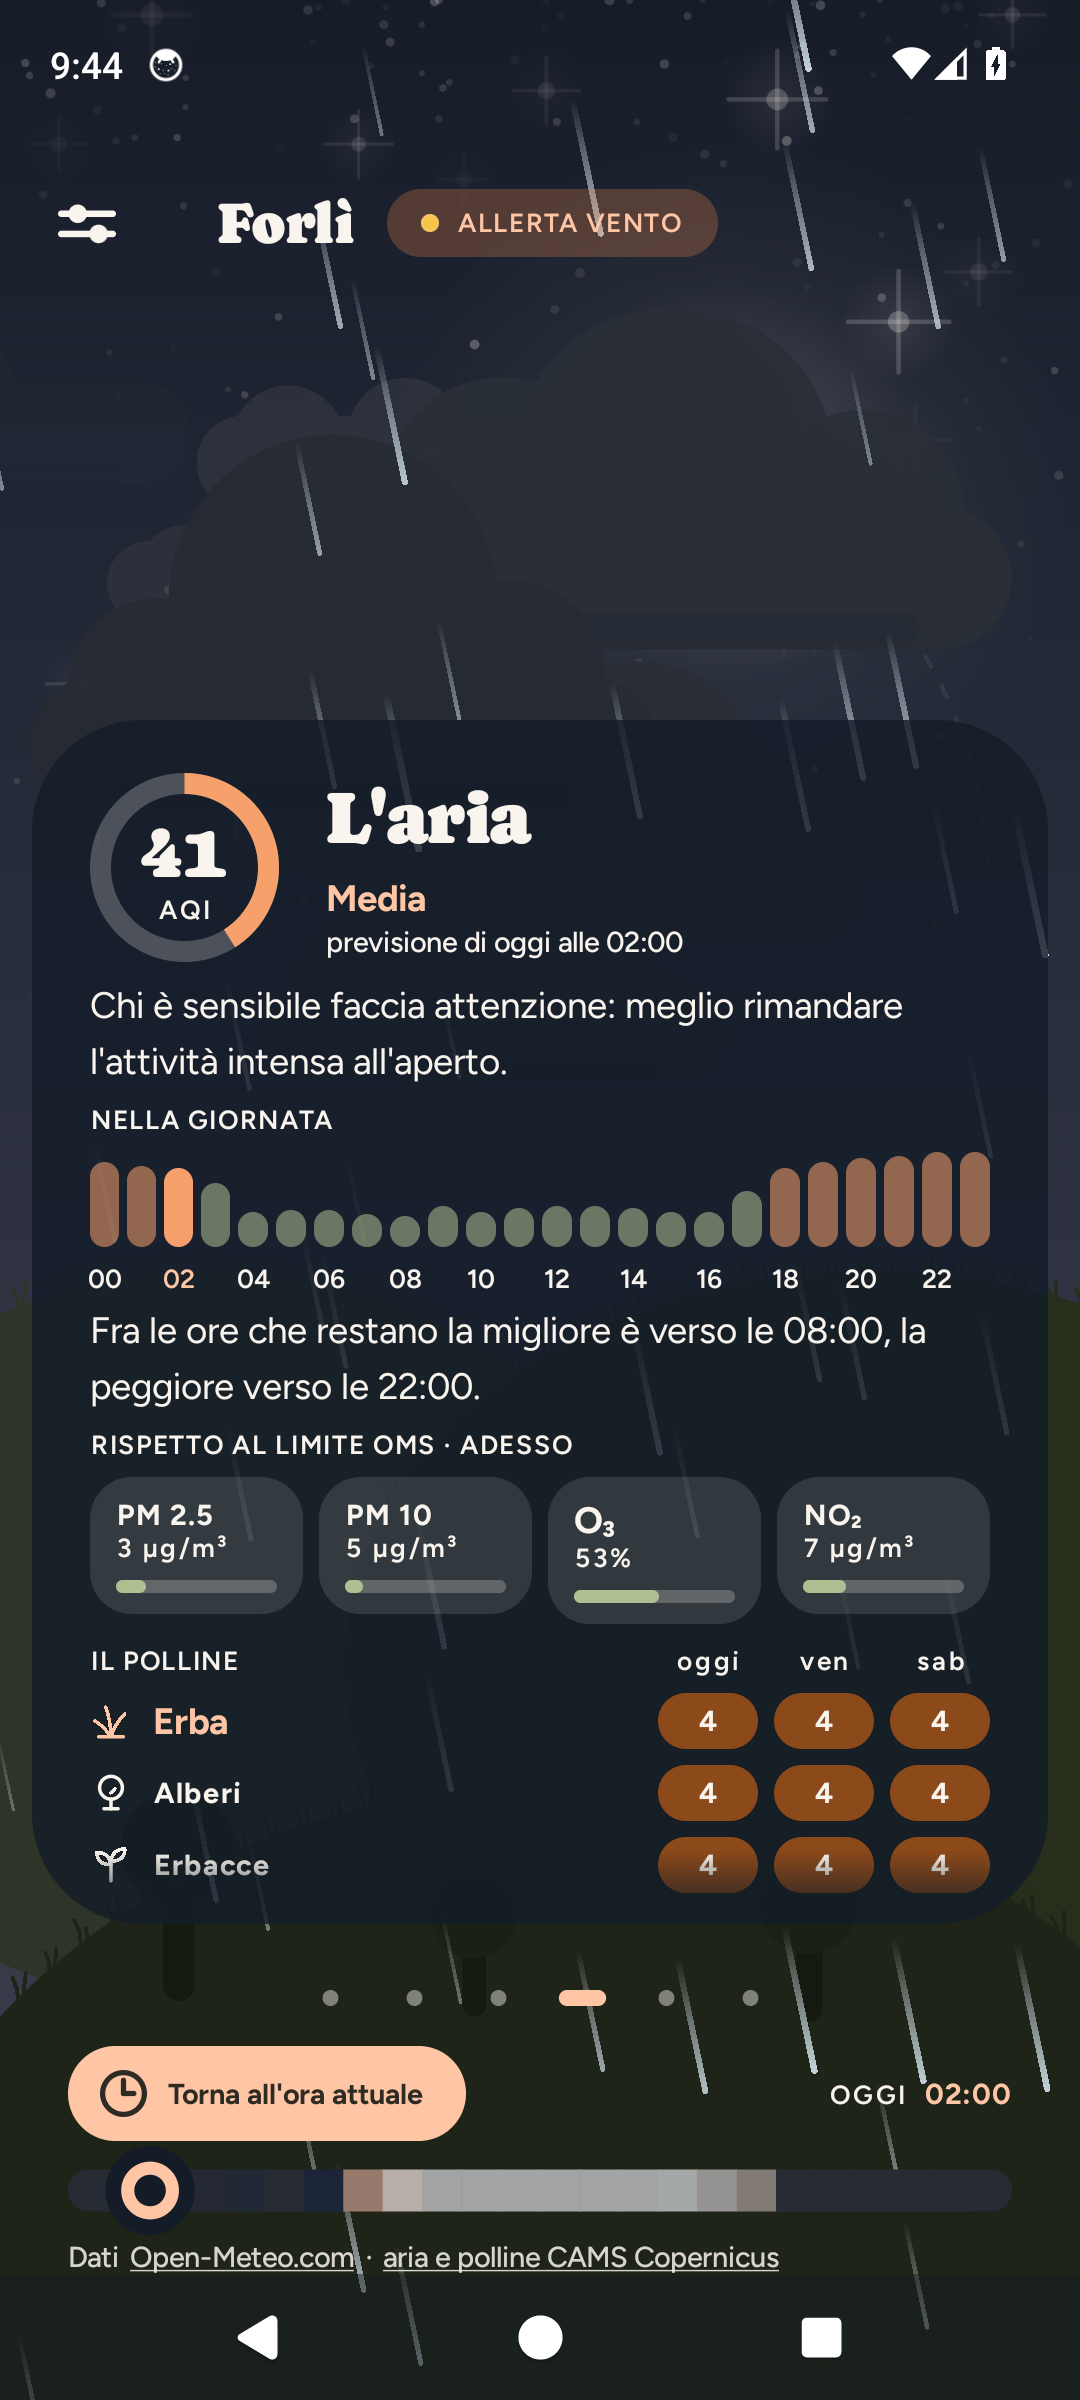 9:44
Forlì
ALLERTA VENTO
41
AQI
L'aria
Media
previsione di oggi alle 02:00
Chi è sensibile faccia attenzione: meglio rimandare
l'attività intensa all'aperto.
NELLA GIORNATA
00 02 04 06 08 10 12 14 16 18 20 22
Fra le ore che restano la migliore è verso le 08:00, la
peggiore verso le 22:00.
RISPETTO AL LIMITE OMS · ADESSO
PM 2.5
3 µg/m³
PM 10
5 µg/m³
O₃
53%
NO₂
7 µg/m³
IL POLLINE oggi ven sab
Erba 4 4 4
Alberi 4 4 4
Erbacce 4 4 4
Torna all'ora attuale
OGGI 02:00
Dati Open-Meteo.com · aria e polline CAMS Copernicus